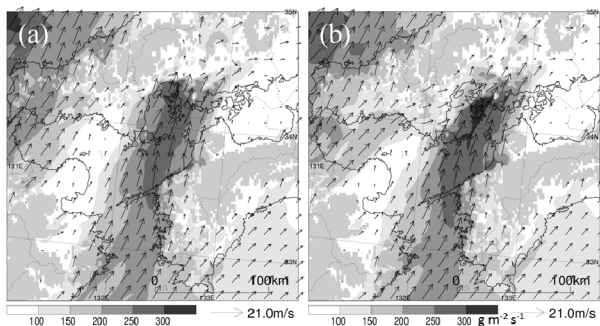 (a)
35N
34N
131E
33N
0 100km
132E 133E
100 150 200 250 300 21.0m/s
(b)
35N
34N
131E
33N
0 100km
132E 133E
100 150 200 250 300 g m⁻² s⁻¹ 21.0m/s